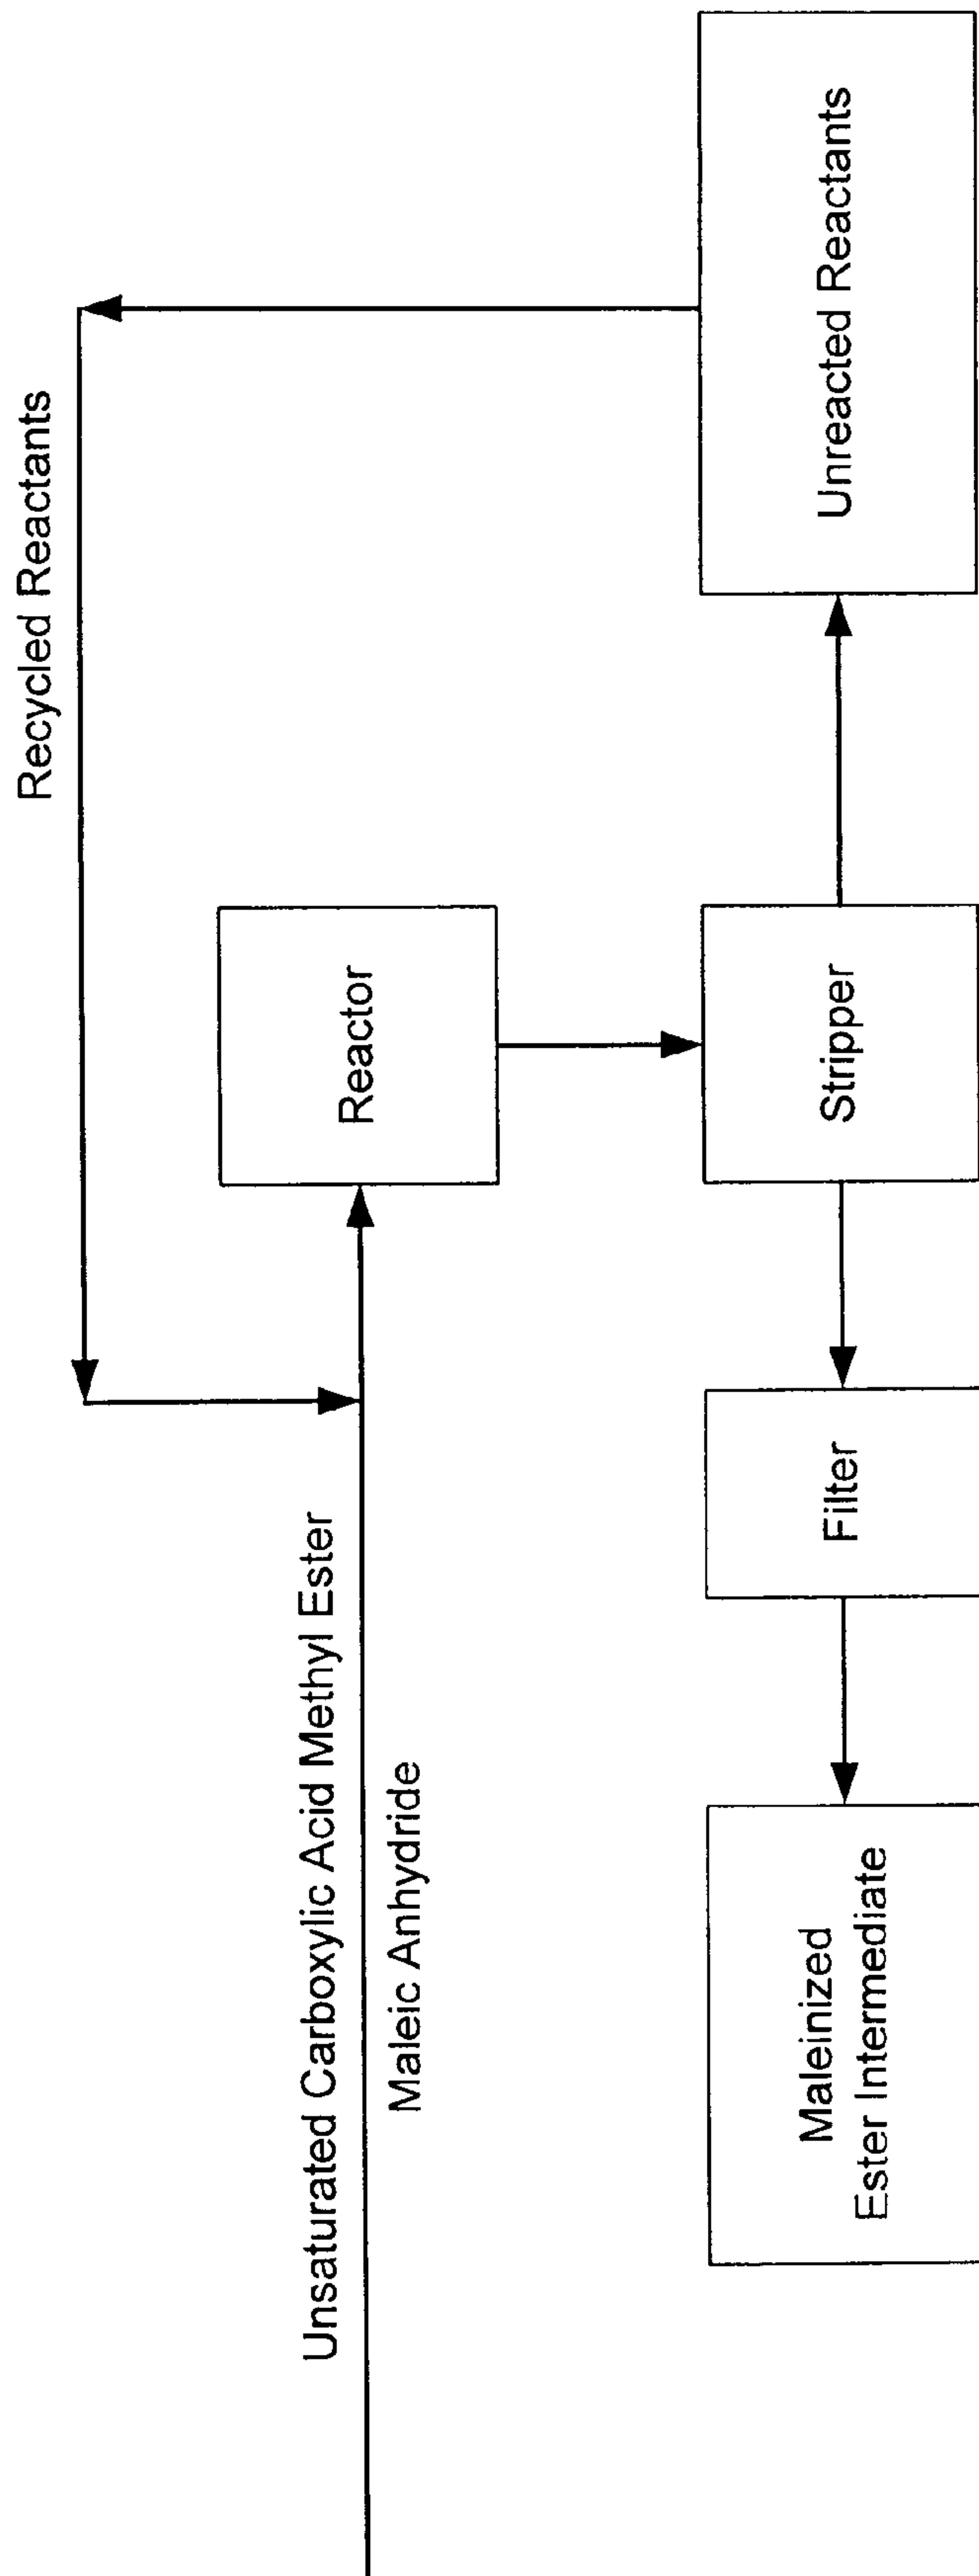 Recycled Reactants
Unsaturated Carboxylic Acid Methyl Ester
Maleic Anhydride
Reactor
Maleinized
Ester Intermediate
Filter
Stripper
Unreacted Reactants